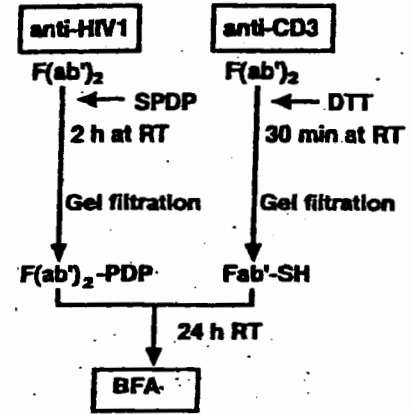 anti-HIV1 anti-CD3
F(ab')₂ F(ab')₂
SPDP DTT
2 h at RT 30 min at RT
Gel filtration Gel filtration
F(ab')₂-PDP Fab'-SH
24 h RT
BFA